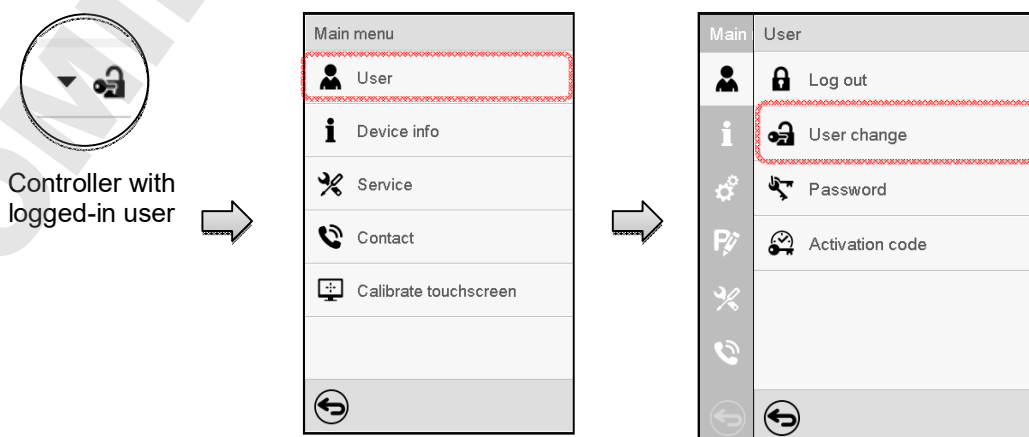 Controller with
logged-in user
Main menu
User
Device info
Service
Contact
Calibrate touchscreen
Main
User
Log out
User change
Password
Activation code